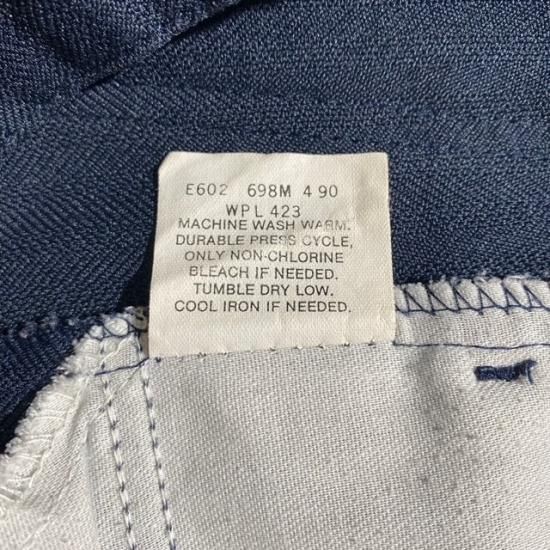 E602 698M 4 90
WPL 423
MACHINE WASH WARM.
DURABLE PRESS CYCLE,
ONLY NON-CHLORINE
BLEACH IF NEEDED.
TUMBLE DRY LOW.
COOL IRON IF NEEDED.